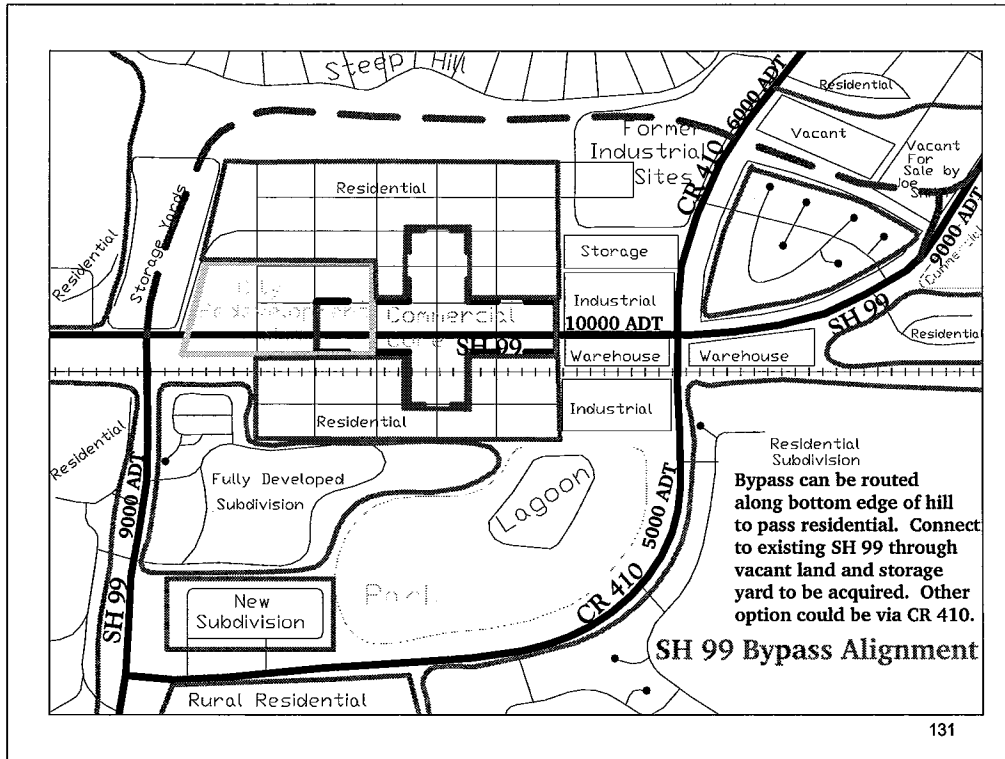 Steep Hill
Residential
6000 ADT
CR 410
Former
Industrial
Sites
Vacant
Vacant
For
Sale by
Joe
Residential
Storage Yards
Residential
Storage
City
Commercial
Industrial
10000 ADT
SH 99
Warehouse
Warehouse
9000 ADT
Commercial
SH 99
Residential
Residential
Residential
Industrial
Fully Developed
Subdivision
9000 ADT
SH 99
Lagoon
5000 ADT
CR 410
Park
New
Subdivision
Rural Residential
Residential
Subdivision
Bypass can be routed
along bottom edge of hill
to pass residential. Connect
to existing SH 99 through
vacant land and storage
yard to be acquired. Other
option could be via CR 410.
SH 99 Bypass Alignment
131